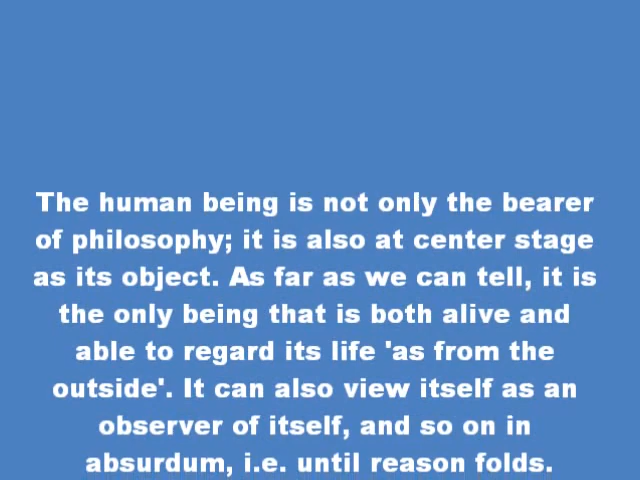 The human being is not only the bearer
of philosophy; it is also at center stage
as its object. As far as we can tell, it is
the only being that is both alive and
able to regard its life 'as from the
outside'. It can also view itself as an
observer of itself, and so on in
absurdum, i.e. until reason folds.